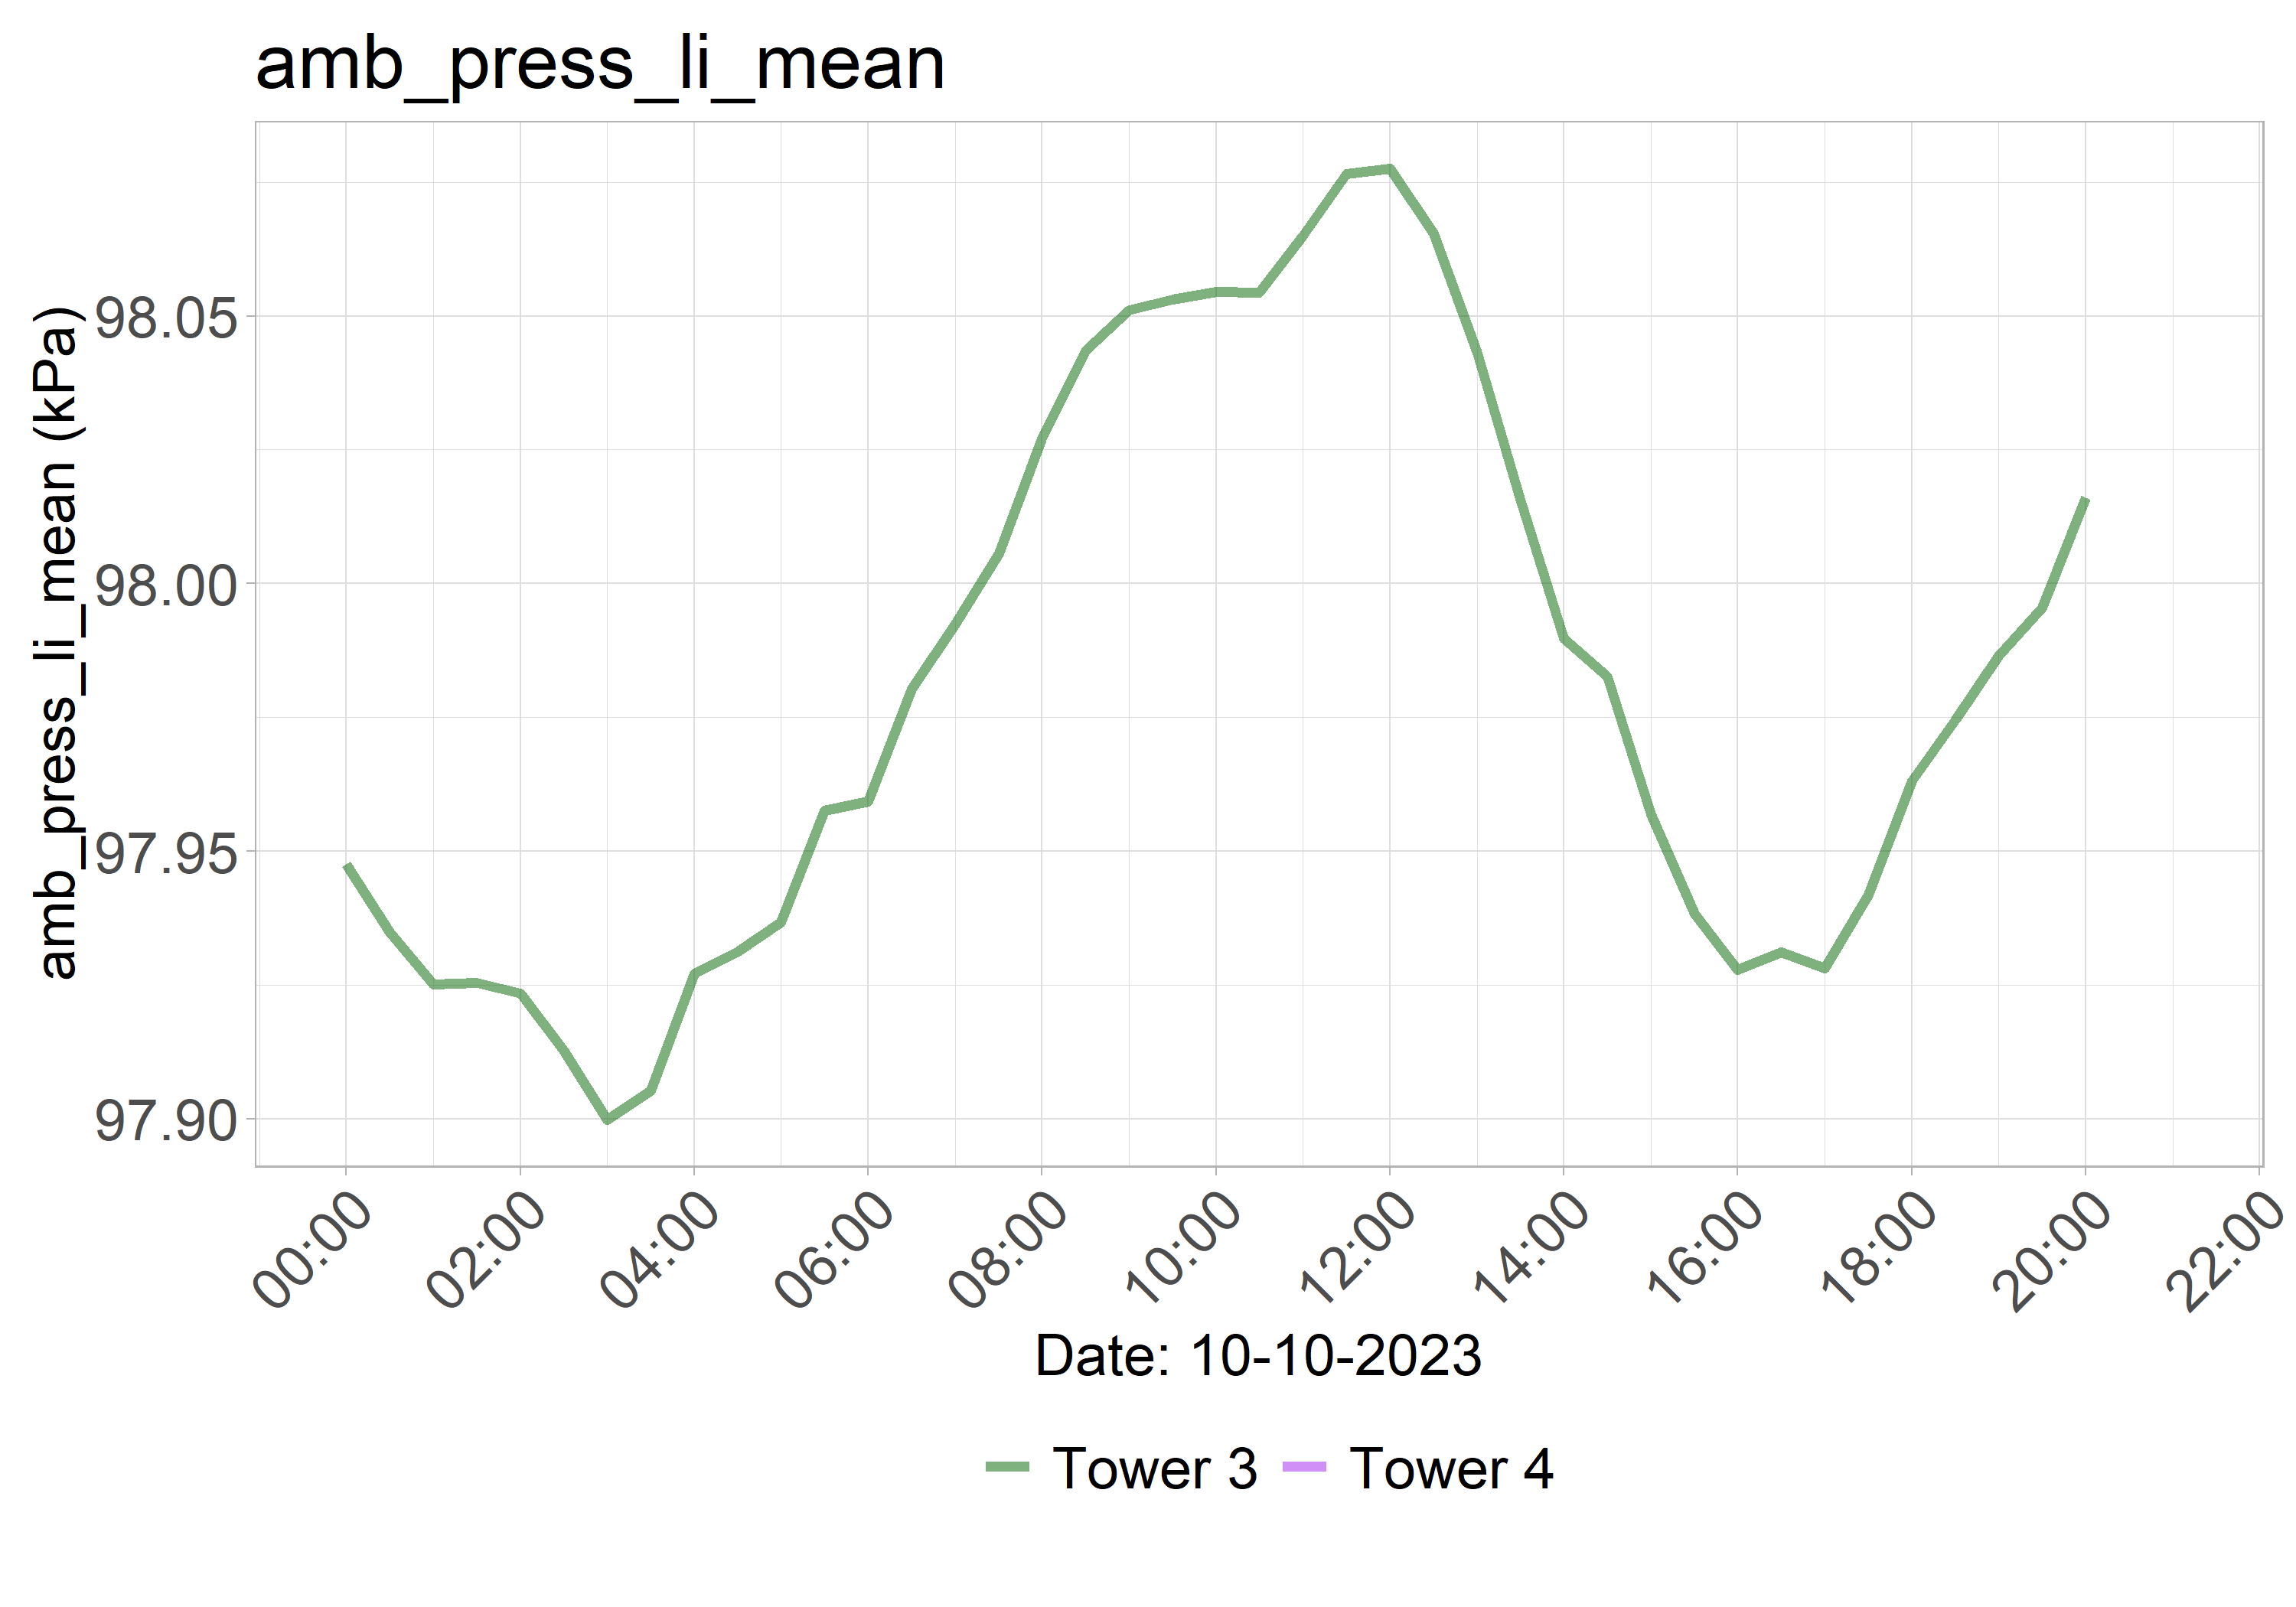 amb_press_li_mean
amb_press_li_mean (kPa)
98.05
98.00
97.95
97.90
00:00 02:00 04:00 06:00 08:00 10:00 12:00 14:00 16:00 18:00 20:00 22:00
Date: 10-10-2023
Tower 3 Tower 4